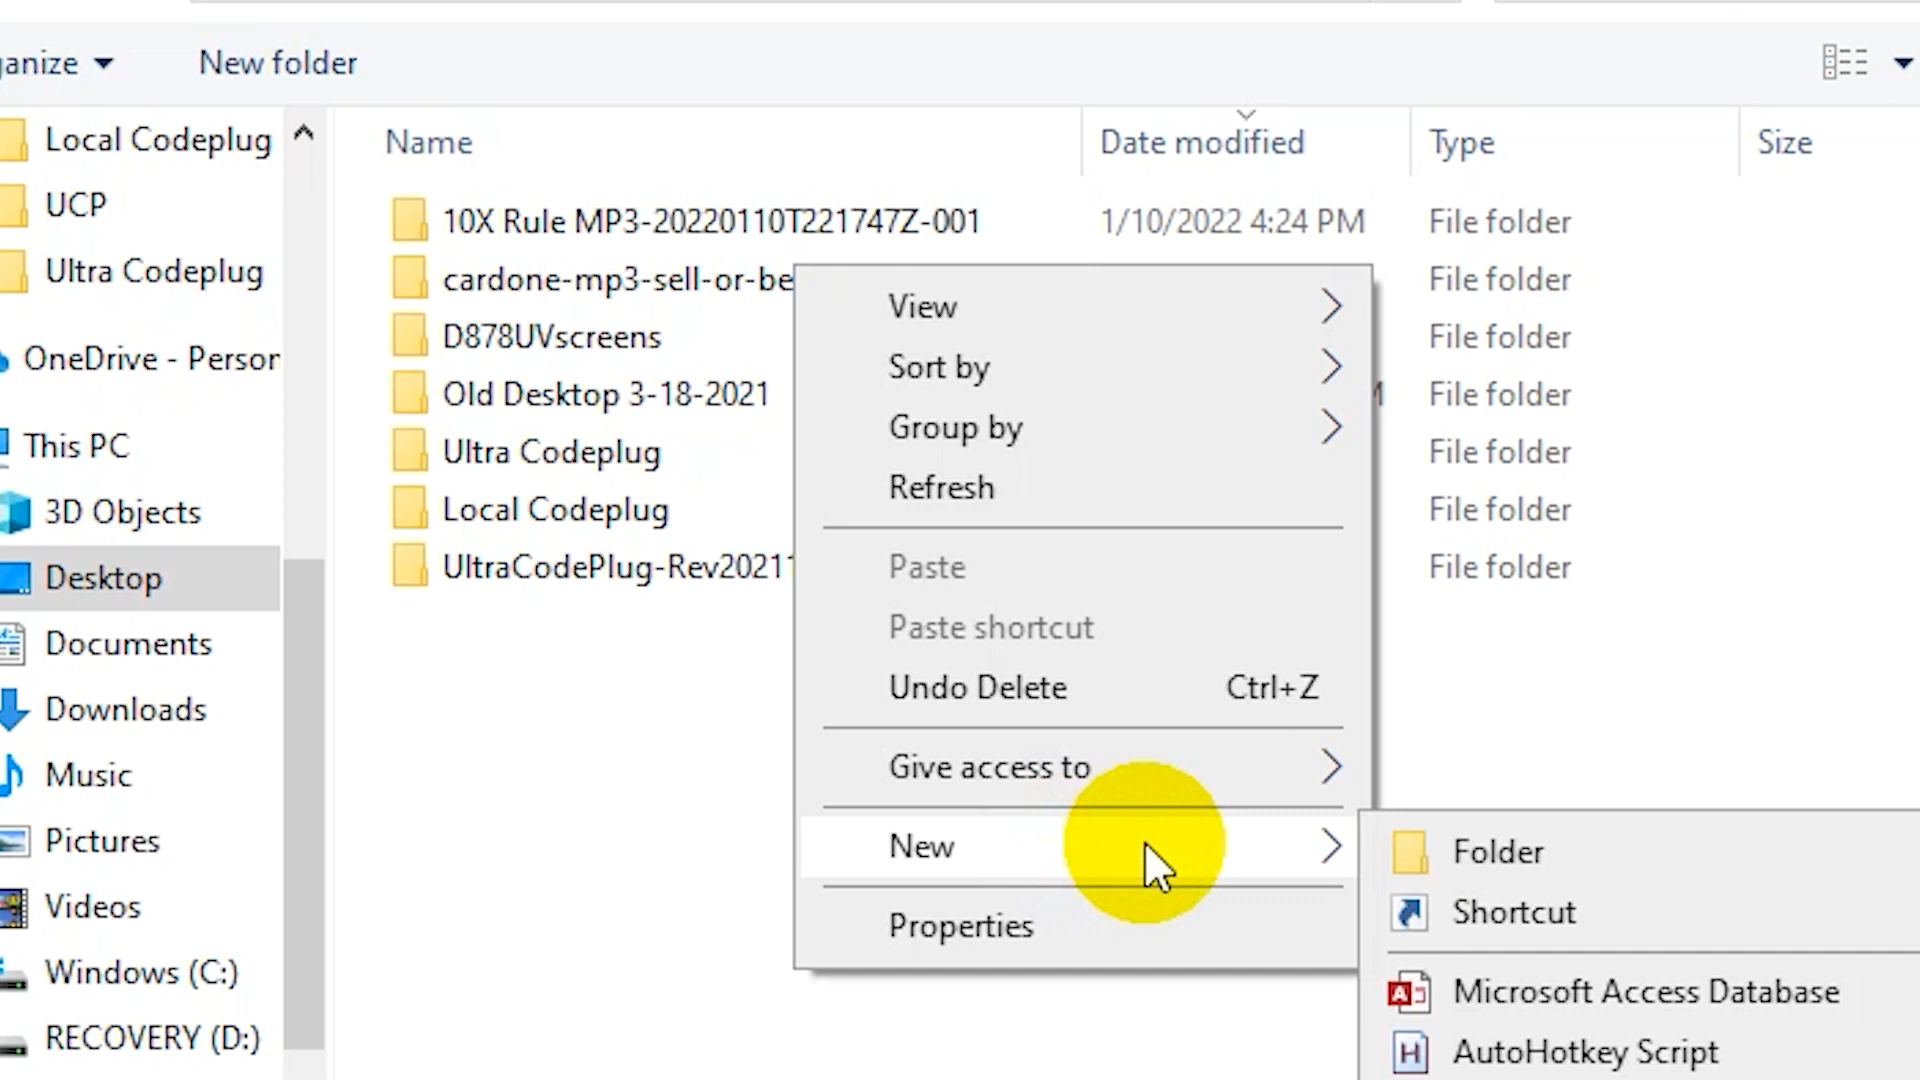 ganize New folder
Name Date modified Type Size
Local Codeplug
UCP
Ultra Codeplug
OneDrive - Person
This PC
3D Objects
Desktop
Documents
Downloads
Music
Pictures
Videos
Windows (C:)
RECOVERY (D:)
10X Rule MP3-20220110T221747Z-001 1/10/2022 4:24 PM File folder
cardone-mp3-sell-or-be File folder
D878UVscreens File folder
Old Desktop 3-18-2021 M File folder
Ultra Codeplug File folder
Local Codeplug File folder
UltraCodePlug-Rev20211 File folder
View
Sort by
Group by
Refresh
Paste
Paste shortcut
Undo Delete Ctrl+Z
Give access to
New
Properties
Folder
Shortcut
Microsoft Access Database
AutoHotkey Script